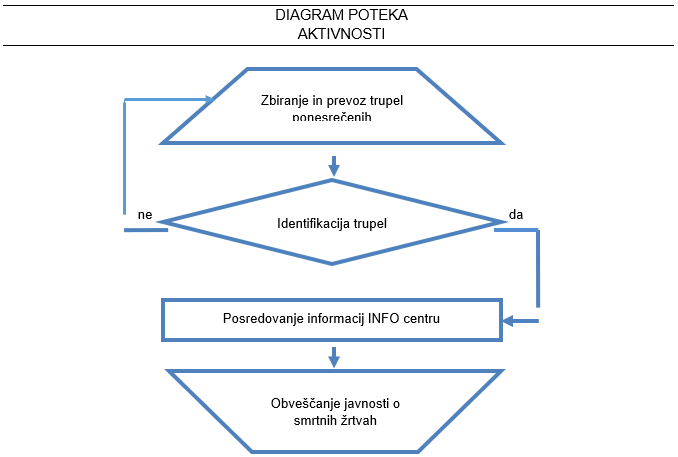 DIAGRAM POTEKA
AKTIVNOSTI
Zbiranje in prevoz trupel
ponesrečenih
ne
Identifikacija trupel
da
Posredovanje informacij INFO centru
Obveščanje javnosti o
smrtnih žrtvah